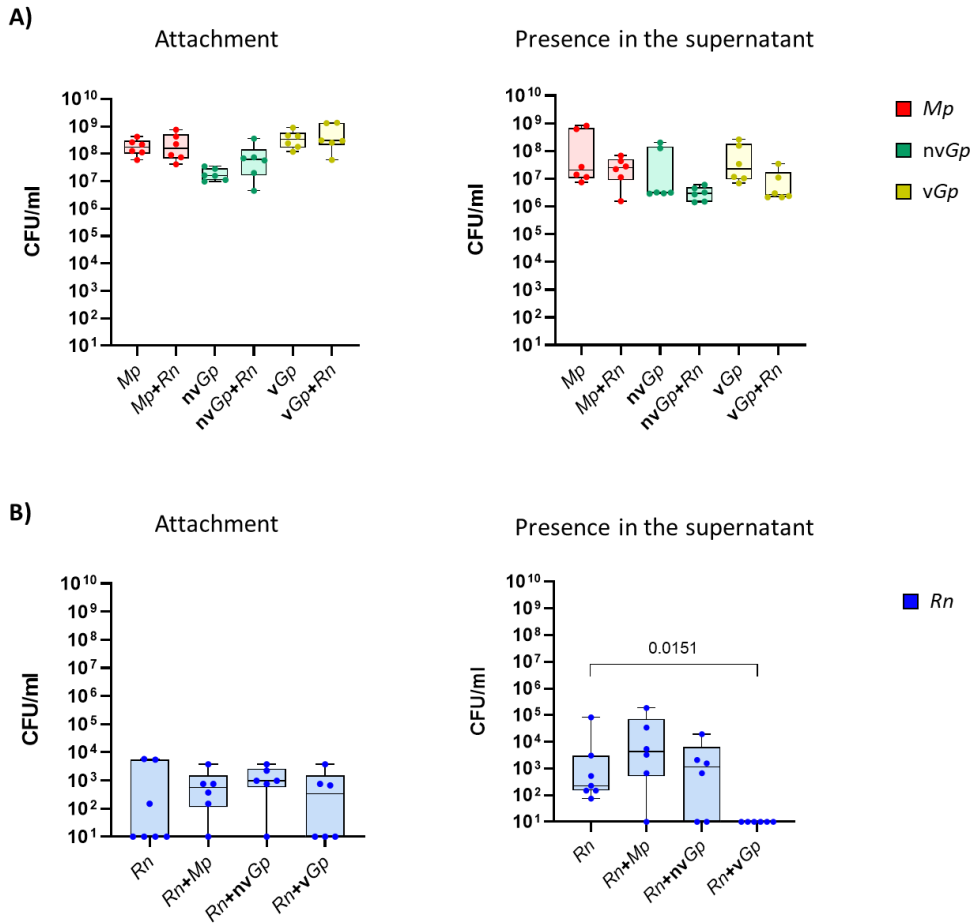 A)
Attachment
Presence in the supernatant
10^10
10^9
10^8
10^7
10^6
10^5
10^4
10^3
10^2
10^1
CFU/ml
Mp
Mp+Rn
nvGp
nvGp+Rn
vGp
vGp+Rn
10^10
10^9
10^8
10^7
10^6
10^5
10^4
10^3
10^2
10^1
CFU/ml
Mp
Mp+Rn
nvGp
nvGp+Rn
vGp
vGp+Rn
Mp
nvGp
vGp
B)
Attachment
Presence in the supernatant
10^10
10^9
10^8
10^7
10^6
10^5
10^4
10^3
10^2
10^1
CFU/ml
Rn
Rn+Mp
Rn+nvGp
Rn+vGp
10^10
10^9
10^8
10^7
10^6
10^5
10^4
10^3
10^2
10^1
CFU/ml
0.0151
Rn
Rn+Mp
Rn+nvGp
Rn+vGp
Rn